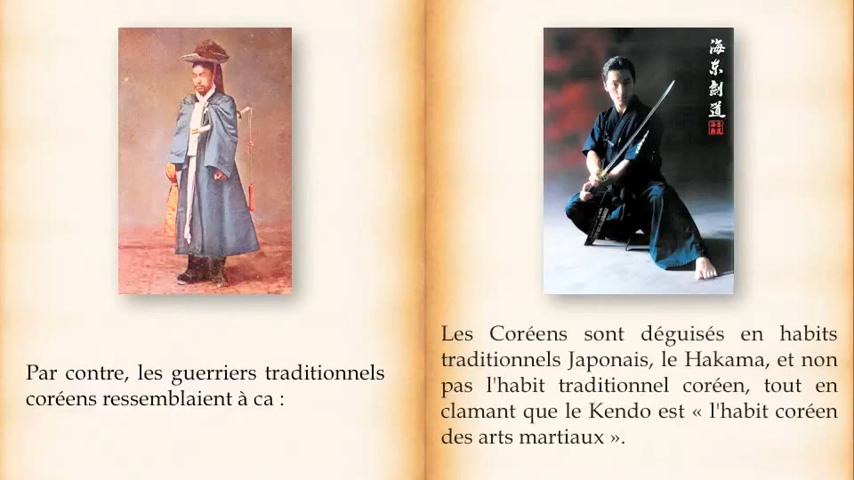 Par contre, les guerriers traditionnels
coréens ressemblaient à ca :
海東劍道
Les Coréens sont déguisés en habits
traditionnels Japonais, le Hakama, et non
pas l'habit traditionnel coréen, tout en
clamant que le Kendo est « l'habit coréen
des arts martiaux ».